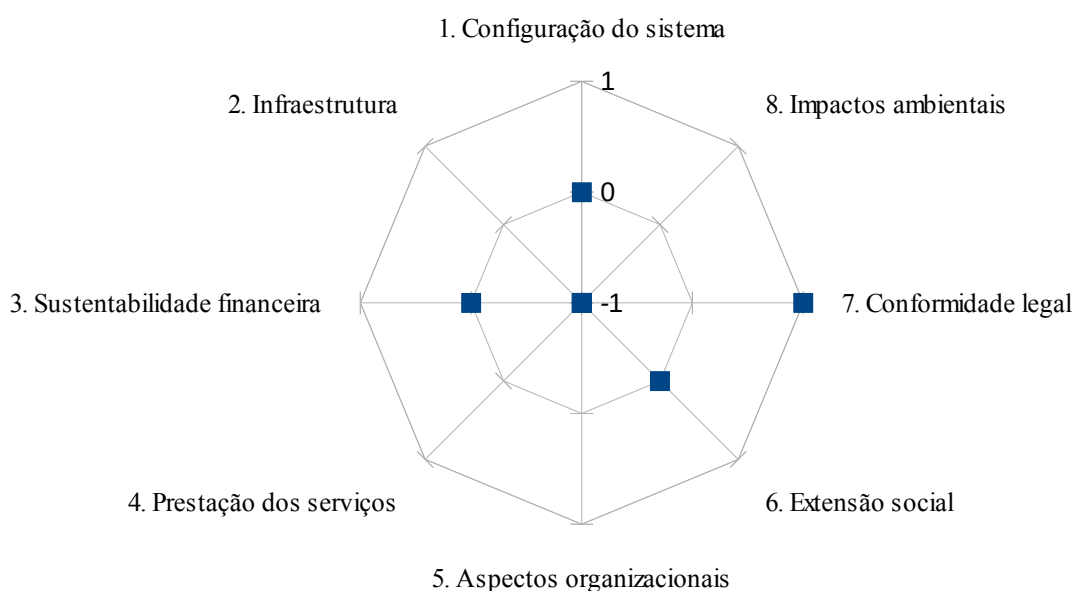 1. Configuração do sistema
1
2. Infraestrutura
8. Impactos ambientais
0
3. Sustentabilidade financeira
-1
7. Conformidade legal
4. Prestação dos serviços
6. Extensão social
5. Aspectos organizacionais